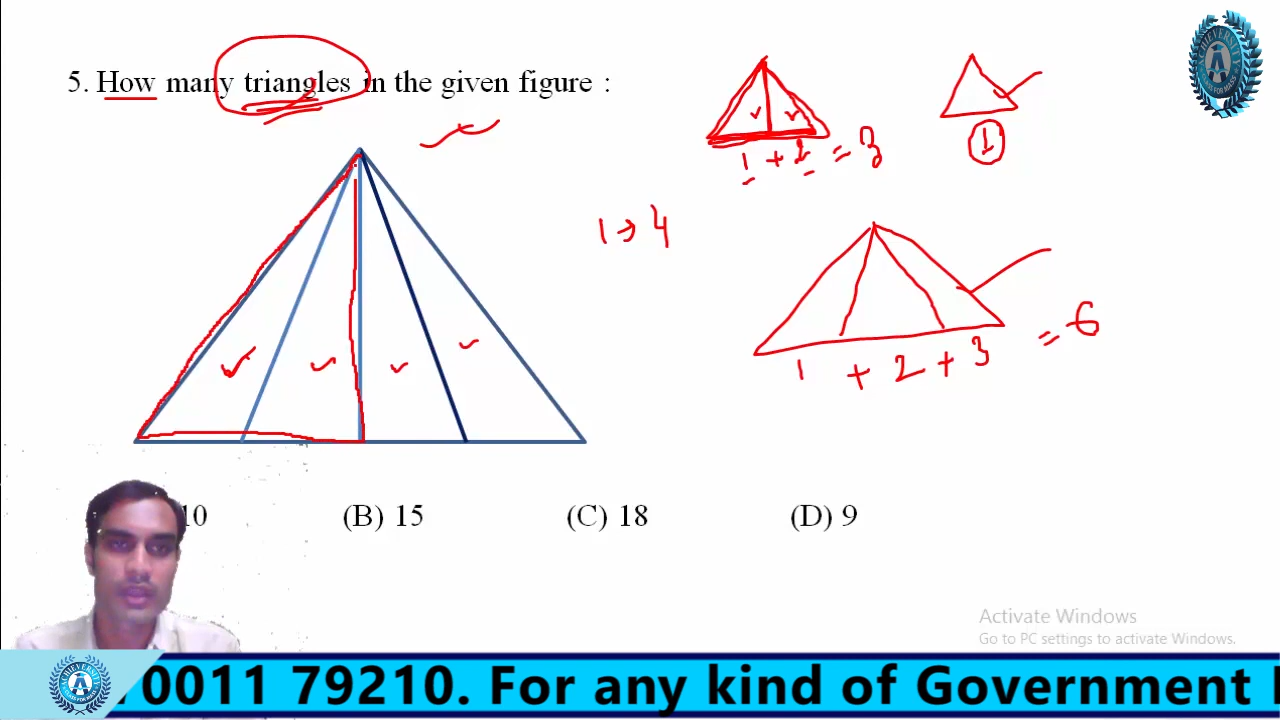 5. How many triangles in the given figure :
1 + 2 = 3
1
1 → 4
1 + 2 + 3 = 6
10 (B) 15 (C) 18 (D) 9
Activate Windows
Go to PC settings to activate Windows.
0011 79210. For any kind of Government